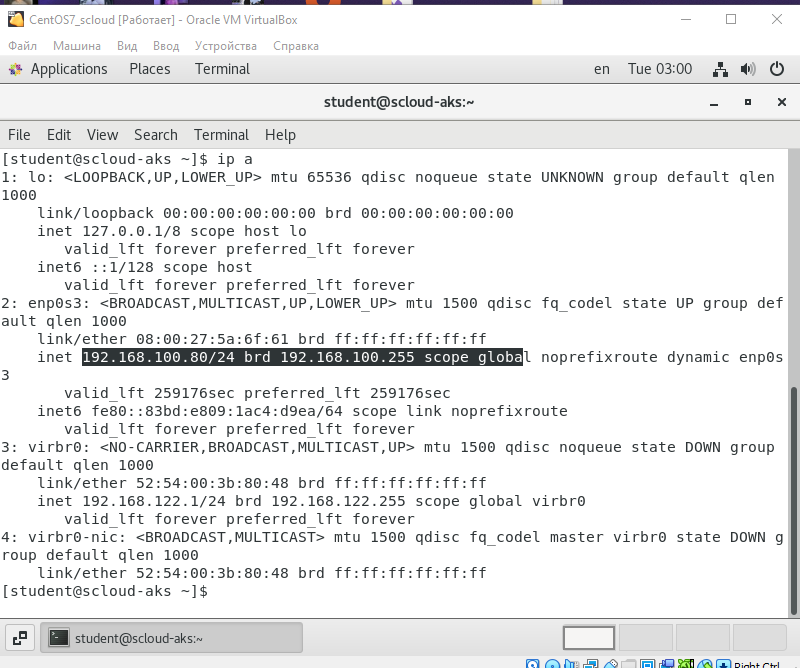 CentOS7_scloud [Работает] - Oracle VM VirtualBox
Файл Машина Вид Ввод Устройства Справка
Applications Places Terminal en Tue 03:00
student@scloud-aks:~
File Edit View Search Terminal Help
[student@scloud-aks ~]$ ip a
1: lo: <LOOPBACK,UP,LOWER_UP> mtu 65536 qdisc noqueue state UNKNOWN group default qlen
1000
link/loopback 00:00:00:00:00:00 brd 00:00:00:00:00:00
inet 127.0.0.1/8 scope host lo
valid_lft forever preferred_lft forever
inet6 ::1/128 scope host
valid_lft forever preferred_lft forever
2: enp0s3: <BROADCAST,MULTICAST,UP,LOWER_UP> mtu 1500 qdisc fq_codel state UP group def
ault qlen 1000
link/ether 08:00:27:5a:6f:61 brd ff:ff:ff:ff:ff:ff
inet 192.168.100.80/24 brd 192.168.100.255 scope global noprefixroute dynamic enp0s
3
valid_lft 259176sec preferred_lft 259176sec
inet6 fe80::83bd:e809:1ac4:d9ea/64 scope link noprefixroute
valid_lft forever preferred_lft forever
3: virbr0: <NO-CARRIER,BROADCAST,MULTICAST,UP> mtu 1500 qdisc noqueue state DOWN group
default qlen 1000
link/ether 52:54:00:3b:80:48 brd ff:ff:ff:ff:ff:ff
inet 192.168.122.1/24 brd 192.168.122.255 scope global virbr0
valid_lft forever preferred_lft forever
4: virbr0-nic: <BROADCAST,MULTICAST> mtu 1500 qdisc fq_codel master virbr0 state DOWN g
roup default qlen 1000
link/ether 52:54:00:3b:80:48 brd ff:ff:ff:ff:ff:ff
[student@scloud-aks ~]$
student@scloud-aks:~
Right Ctrl